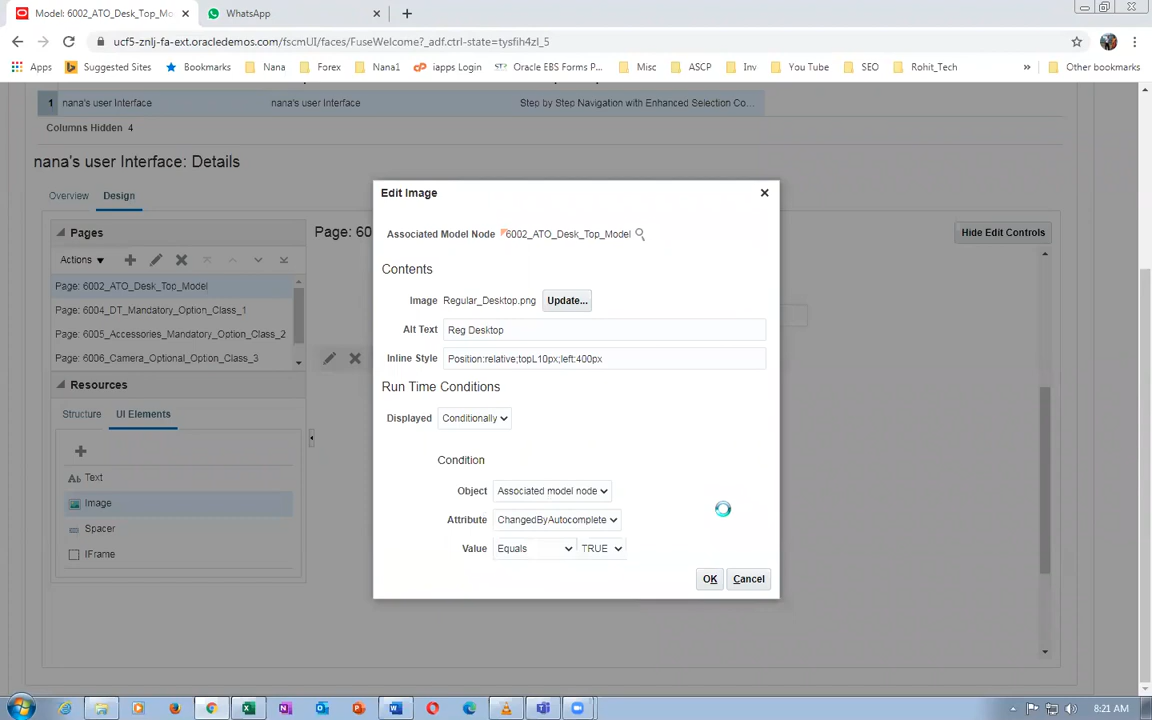 Model: 6002_ATO_Desk_Top_Mo
WhatsApp
ucf5-znlj-fa-ext.oracledemos.com/fscmUI/faces/FuseWelcome?_adf.ctrl-state=tysfih4zl_5
Apps
Suggested Sites
Bookmarks
Nana
Forex
Nana1
iapps Login
Oracle EBS Forms P...
Misc
ASCP
Inv
You Tube
SEO
Rohit_Tech
»
Other bookmarks
1 nana's user Interface nana's user Interface Step by Step Navigation with Enhanced Selection Co...
Columns Hidden 4
nana's user Interface: Details
Overview Design
Pages
Page: 60
Hide Edit Controls
Actions
Page: 6002_ATO_Desk_Top_Model
Page: 6004_DT_Mandatory_Option_Class_1
Page: 6005_Accessories_Mandatory_Option_Class_2
Page: 6006_Camera_Optional_Option_Class_3
Resources
Structure UI Elements
Text
Image
Spacer
IFrame
Edit Image
Associated Model Node 6002_ATO_Desk_Top_Model
Contents
Image Regular_Desktop.png Update...
Alt Text Reg Desktop
Inline Style Position:relative;topL10px;left:400px
Run Time Conditions
Displayed Conditionally
Condition
Object Associated model node
Attribute ChangedByAutocomplete
Value Equals TRUE
OK Cancel
8:21 AM